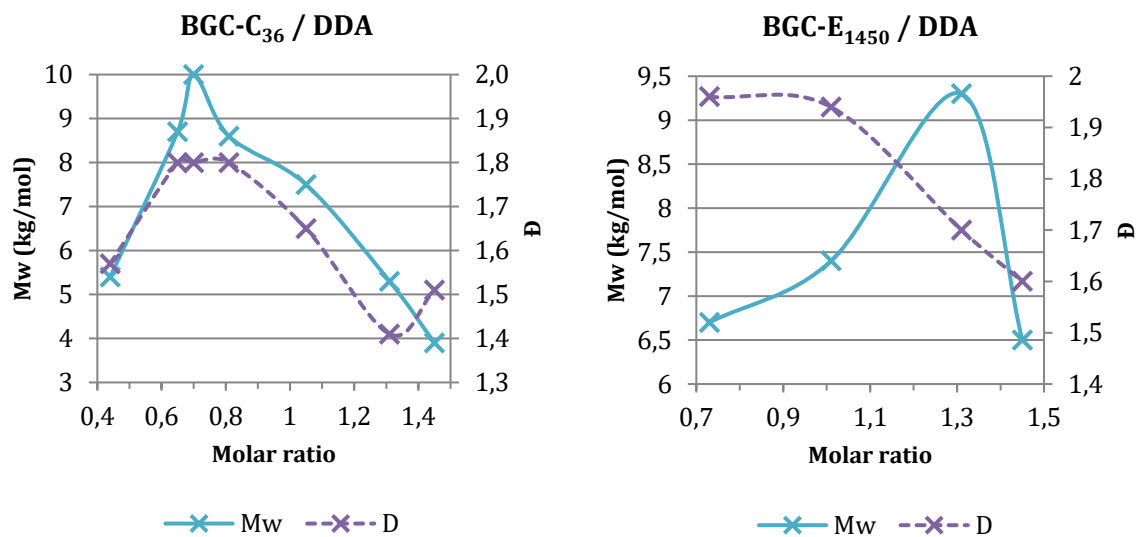 BGC-C36 / DDA
10
9
8
7
6
5
4
3
Mw (kg/mol)
2,0
1,9
1,8
1,7
1,6
1,5
1,4
1,3
Đ
0,4 0,6 0,8 1 1,2 1,4
Molar ratio
Mw D
BGC-E1450 / DDA
9,5
9
8,5
8
7,5
7
6,5
6
Mw (kg/mol)
2
1,9
1,8
1,7
1,6
1,5
1,4
Đ
0,7 0,9 1,1 1,3 1,5
Molar ratio
Mw D